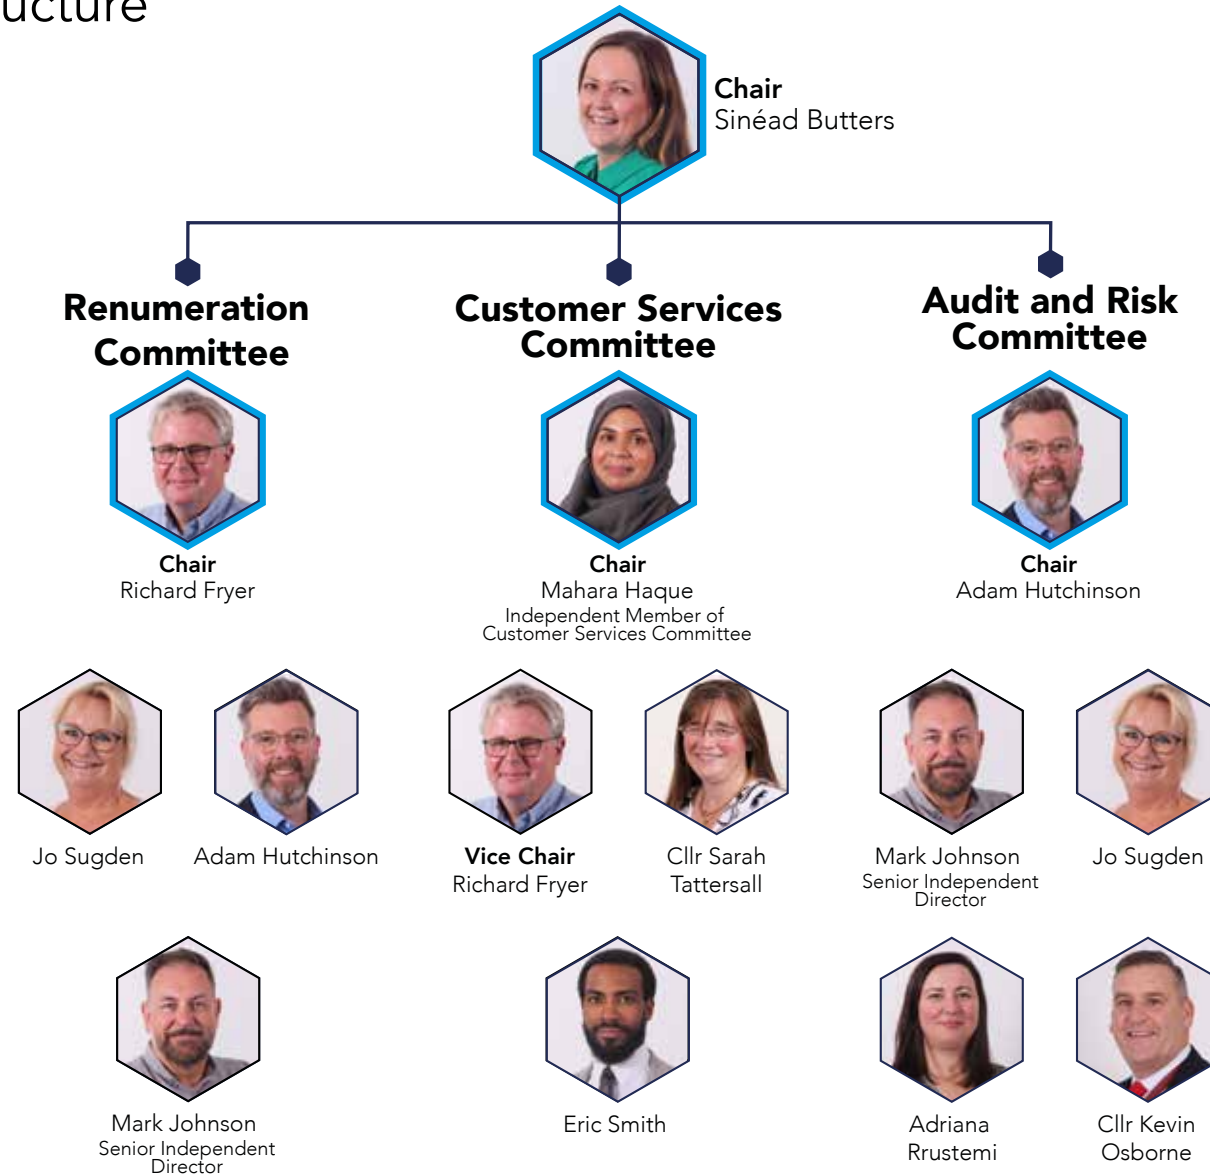 ucture
Chair
Sinéad Butters
Renumeration
Committee
Chair
Richard Fryer
Jo Sugden
Adam Hutchinson
Mark Johnson
Senior Independent
Director
Customer Services
Committee
Chair
Mahara Haque
Independent Member of
Customer Services Committee
Vice Chair
Richard Fryer
Cllr Sarah
Tattersall
Eric Smith
Audit and Risk
Committee
Chair
Adam Hutchinson
Mark Johnson
Senior Independent
Director
Jo Sugden
Adriana
Rrustemi
Cllr Kevin
Osborne